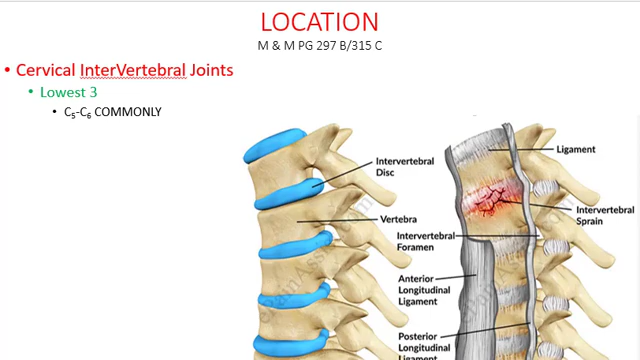 LOCATION
M & M PG 297 B/315 C
• Cervical InterVertebral Joints
• Lowest 3
• C₅-C₆ COMMONLY
Intervertebral
Disc
Vertebra
Ligament
Intervertebral
Sprain
Intervertebral
Foramen
Anterior
Longitudinal
Ligament
Posterior
Longitudinal
Ligament